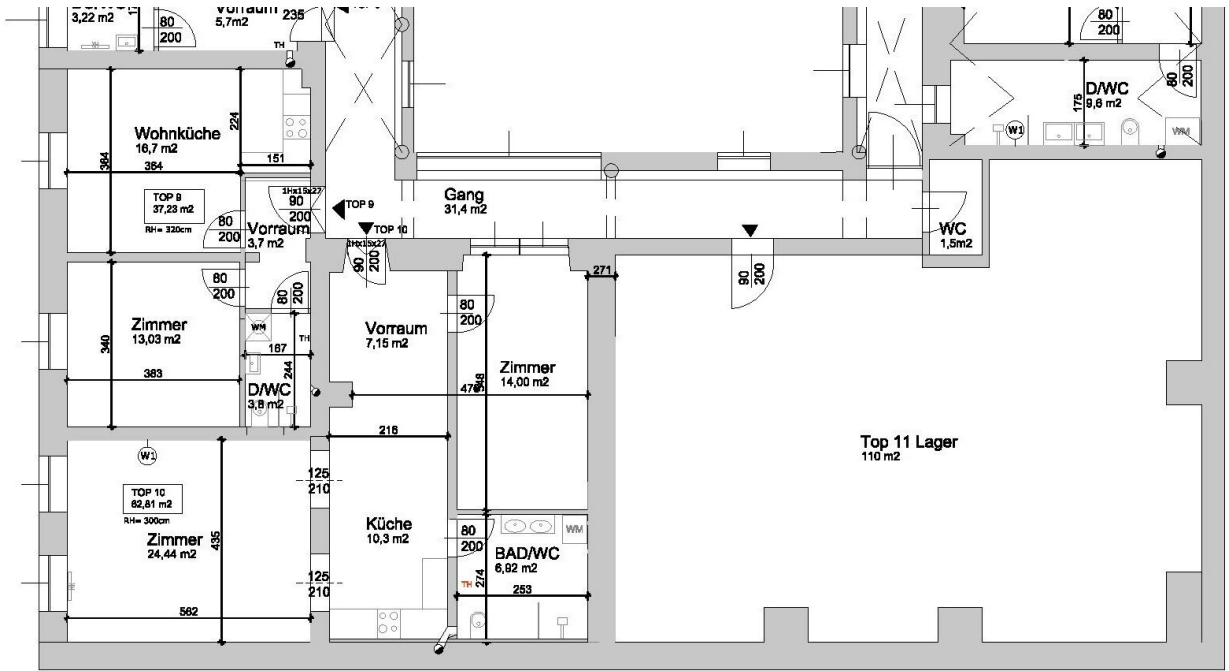 3,22 m2
80
200
Vorraum
5,7m2
235
TH
80
200
80
200
D/WC
9,6 m2
175
W1
WM
Wohnküche
16,7 m2
224
384
364
151
TOP 9
37,23 m2
RH= 320cm
80
200
Vorraum
3,7 m2
1Hx15x27
90
200
TOP 9
TOP 10
1Hx15x27
90
200
Gang
31,4 m2
WC
1,5m2
90
200
271
80
200
80
200
Zimmer
13,03 m2
340
383
WM
TH
167
244
D/WC
3,8 m2
Vorraum
7,15 m2
80
200
Zimmer
14,00 m2
548
216
Top 11 Lager
110 m2
W1
TOP 10
62,81 m2
RH= 300cm
Zimmer
24,44 m2
435
562
125
210
125
210
Küche
10,3 m2
80
200
WM
BAD/WC
6,92 m2
TH
274
253